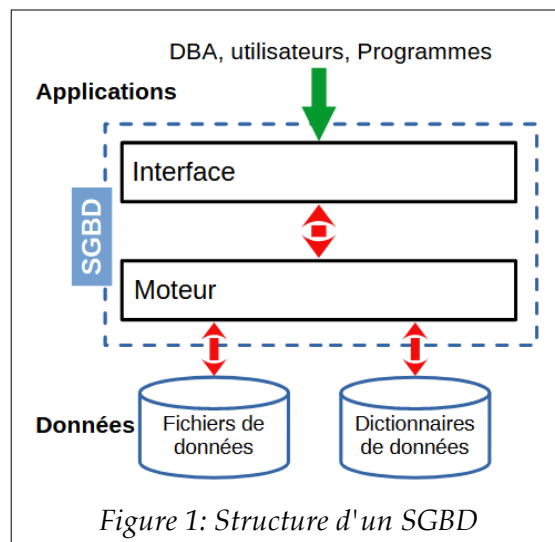 DBA, utilisateurs, Programmes
Applications
Interface
SGBD
Moteur
Données
Fichiers de
données
Dictionnaires
de données
Figure 1: Structure d'un SGBD